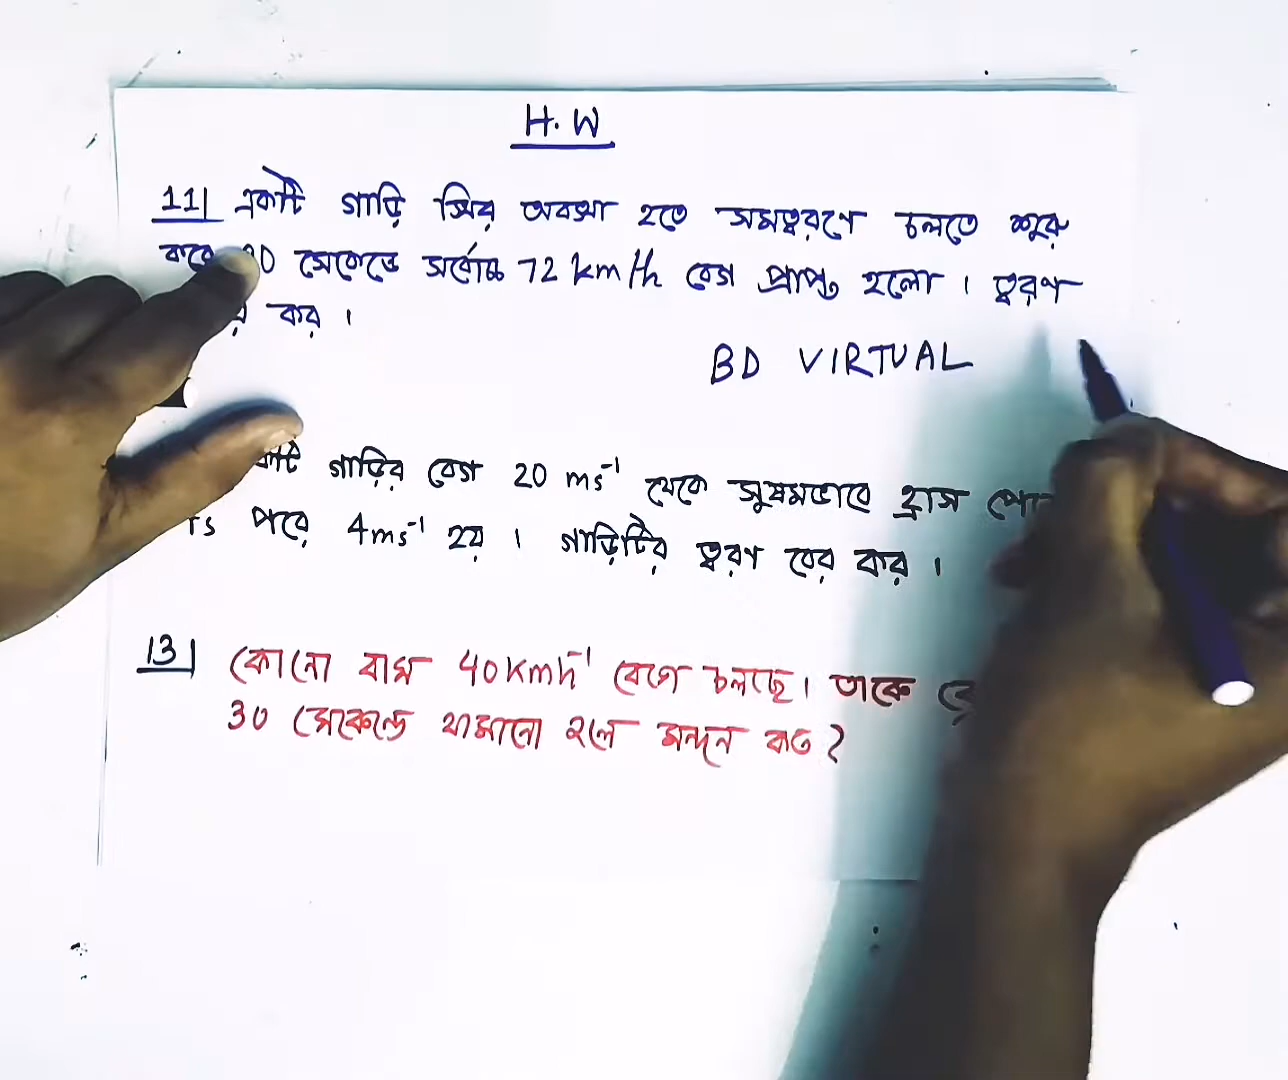 H.W
11| একটি গাড়ি স্থির অবস্থা হতে সমত্বরণে চলতে শুরু
করে সেকেন্ডে সর্বোচ্চ 72 km/h বেগ প্রাপ্ত হলো । ত্বরণ
কর ।
BD VIRTUAL
গাড়ির বেগ 20 ms⁻¹ থেকে সুষমভাবে হ্রাস
পরে 4ms⁻¹ হয় । গাড়িটির ত্বরণ বের কর ।
13| কোনো বাস 40kmh⁻¹ বেগে চলছে। তাকে
30 সেকেন্ডে থামানো হলে মন্দন কত ?